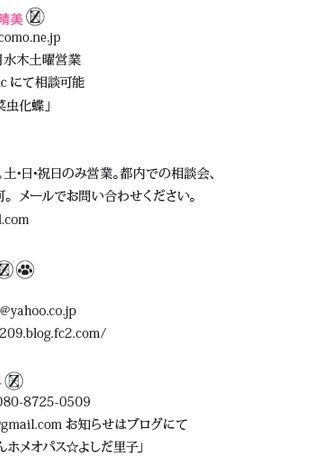 晴美
como.ne.jp
月水木土曜営業
c にて相談可能
菜虫化蝶」
。土・日・祝日のみ営業。都内での相談会、
可。メールでお問い合わせください。
l.com
@yahoo.co.jp
209.blog.fc2.com/
080-8725-0509
gmail.com お知らせはブログにて
んホメオパス☆よしだ里子」